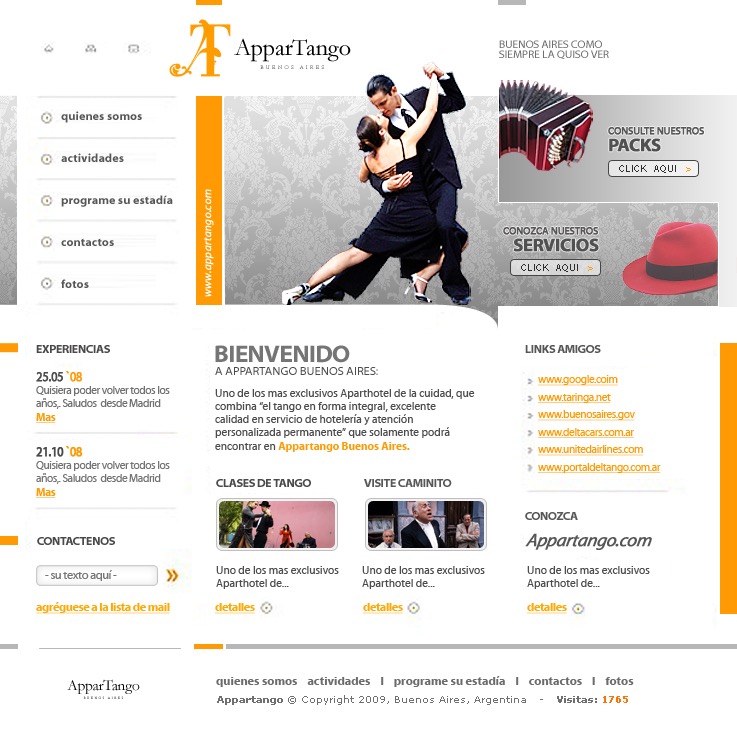 AT
ApparTango
BUENOS AIRES
BUENOS AIRES COMO
SIEMPRE LA QUISO VER
quienes somos
actividades
programe su estadía
contactos
fotos
www.appartango.com
CONSULTE NUESTROS
PACKS
CLICK AQUI >
CONOZCA NUESTROS
SERVICIOS
CLICK AQUI >
EXPERIENCIAS
25.05 `08
Quisiera poder volver todos los
años,. Saludos desde Madrid
Mas
21.10 `08
Quisiera poder volver todos los
años,. Saludos desde Madrid
Mas
CONTACTENOS
- su texto aquí -
agréguese a la lista de mail
BIENVENIDO
A APPARTANGO BUENOS AIRES:
Uno de los mas exclusivos Aparthotel de la cuidad, que
combina “el tango en forma integral, excelente
calidad en servicio de hotelería y atención
personalizada permanente” que solamente podrá
encontrar en Appartango Buenos Aires.
CLASES DE TANGO
Uno de los mas exclusivos
Aparthotel de...
detalles
VISITE CAMINITO
Uno de los mas exclusivos
Aparthotel de...
detalles
LINKS AMIGOS
www.google.coim
www.taringa.net
www.buenosaires.gov
www.deltacars.com.ar
www.unitedairlines.com
www.portaldeltango.com.ar
CONOZCA
Appartango.com
Uno de los mas exclusivos
Aparthotel de...
detalles
ApparTango
BUENOS AIRES
quienes somos actividades I programe su estadía I contactos I fotos
Appartango © Copyright 2009, Buenos Aires, Argentina - Visitas: 1765